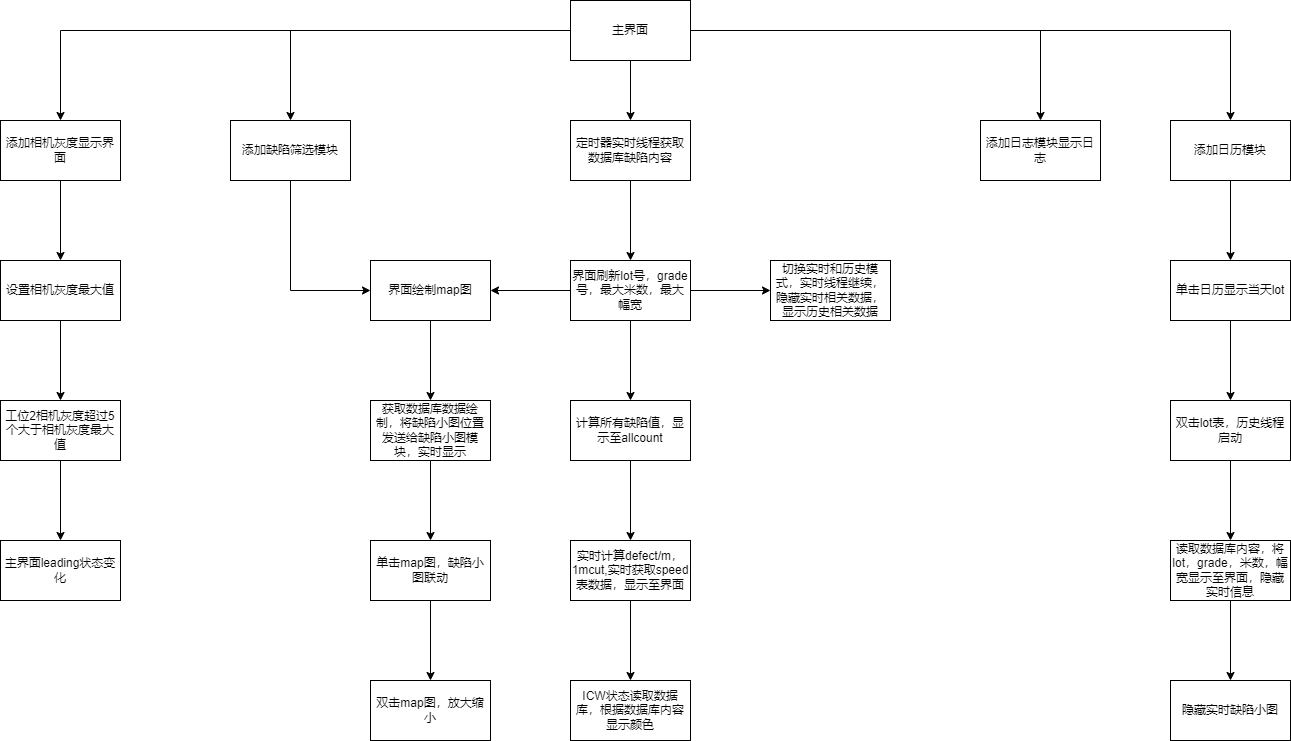 主界面
添加相机灰度显示界
面
添加缺陷筛选模块
定时器实时线程获取
数据库缺陷内容
添加日志模块显示日
志
添加日历模块
设置相机灰度最大值
界面绘制map图
界面刷新lot号，grade
号，最大米数，最大
幅宽
切换实时和历史模
式，实时线程继续，
隐藏实时相关数据，
显示历史相关数据
单击日历显示当天lot
工位2相机灰度超过5
个大于相机灰度最大
值
获取数据库数据绘
制，将缺陷小图位置
发送给缺陷小图模
块，实时显示
计算所有缺陷值，显
示至allcount
双击lot表，历史线程
启动
主界面leading状态变
化
单击map图，缺陷小
图联动
实时计算defect/m，
1mcut,实时获取speed
表数据，显示至界面
读取数据库内容，将
lot，grade，米数，幅
宽显示至界面，隐藏
实时信息
双击map图，放大缩
小
ICW状态读取数据
库，根据数据库内容
显示颜色
隐藏实时缺陷小图